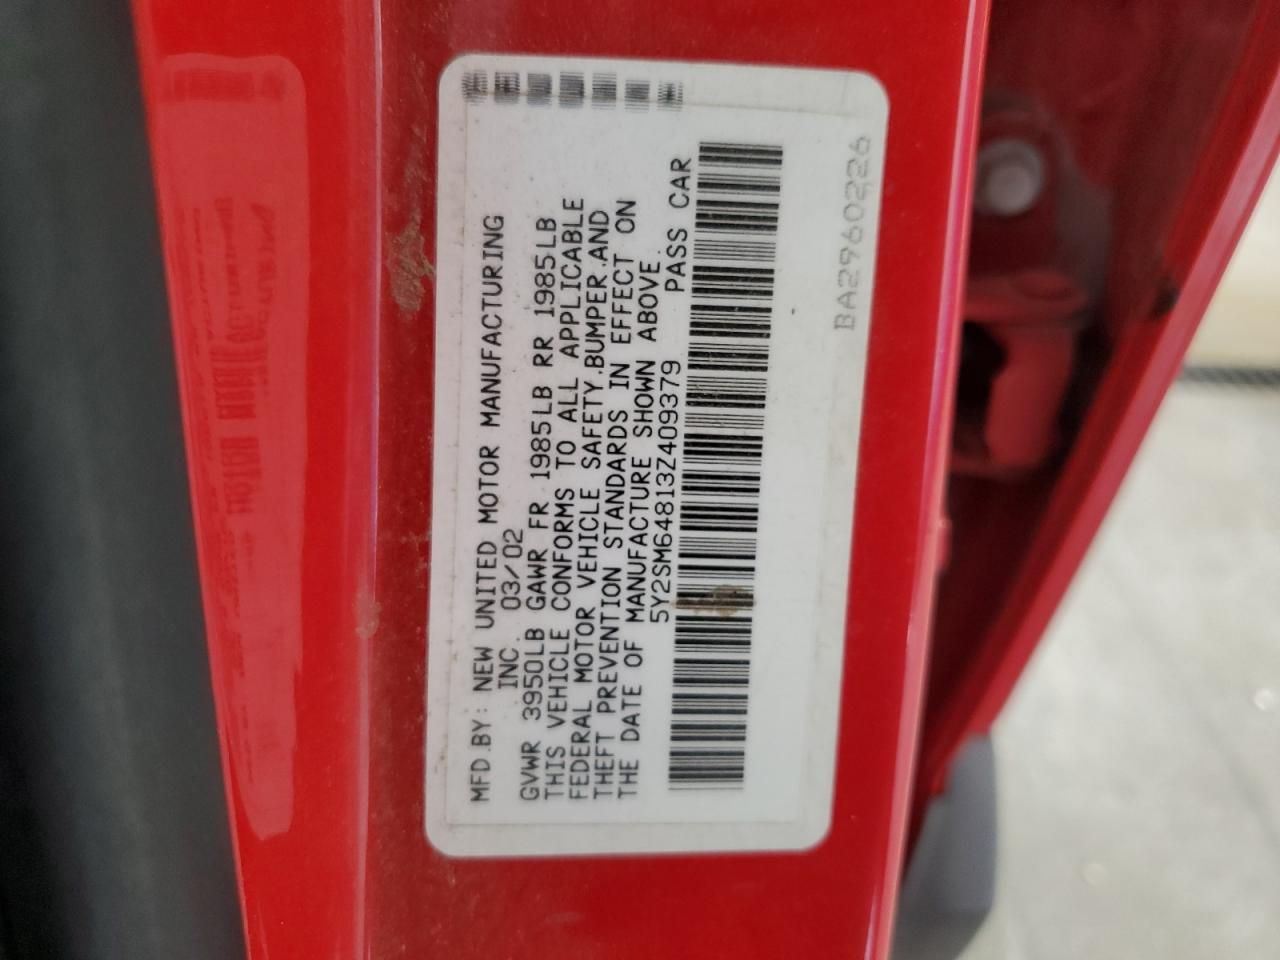 MFD.BY: NEW UNITED MOTOR MANUFACTURING
INC. 03/02
GVWR 3950LB GAWR FR 1985LB RR 1985LB
THIS VEHICLE CONFORMS TO ALL APPLICABLE
FEDERAL MOTOR VEHICLE SAFETY.BUMPER.AND
THEFT PREVENTION STANDARDS IN EFFECT ON
THE DATE OF MANUFACTURE SHOWN ABOVE.
5Y2SM64813Z409379 PASS CAR
BA2960226